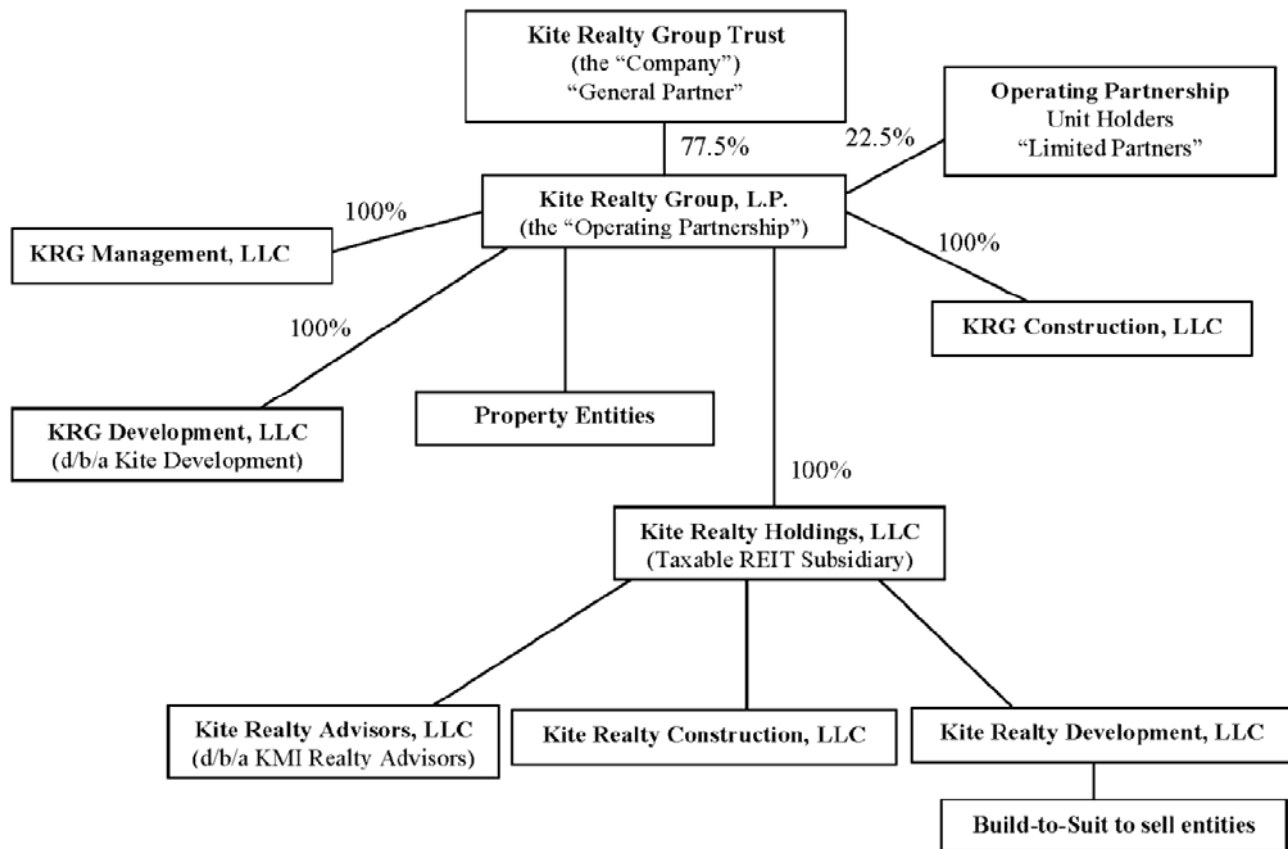 Kite Realty Group Trust
(the “Company”)
“General Partner”
Operating Partnership
Unit Holders
“Limited Partners”
77.5%
22.5%
Kite Realty Group, L.P.
(the “Operating Partnership”)
100%
KRG Management, LLC
100%
KRG Construction, LLC
100%
KRG Development, LLC
(d/b/a Kite Development)
Property Entities
100%
Kite Realty Holdings, LLC
(Taxable REIT Subsidiary)
Kite Realty Advisors, LLC
(d/b/a KMI Realty Advisors)
Kite Realty Construction, LLC
Kite Realty Development, LLC
Build-to-Suit to sell entities